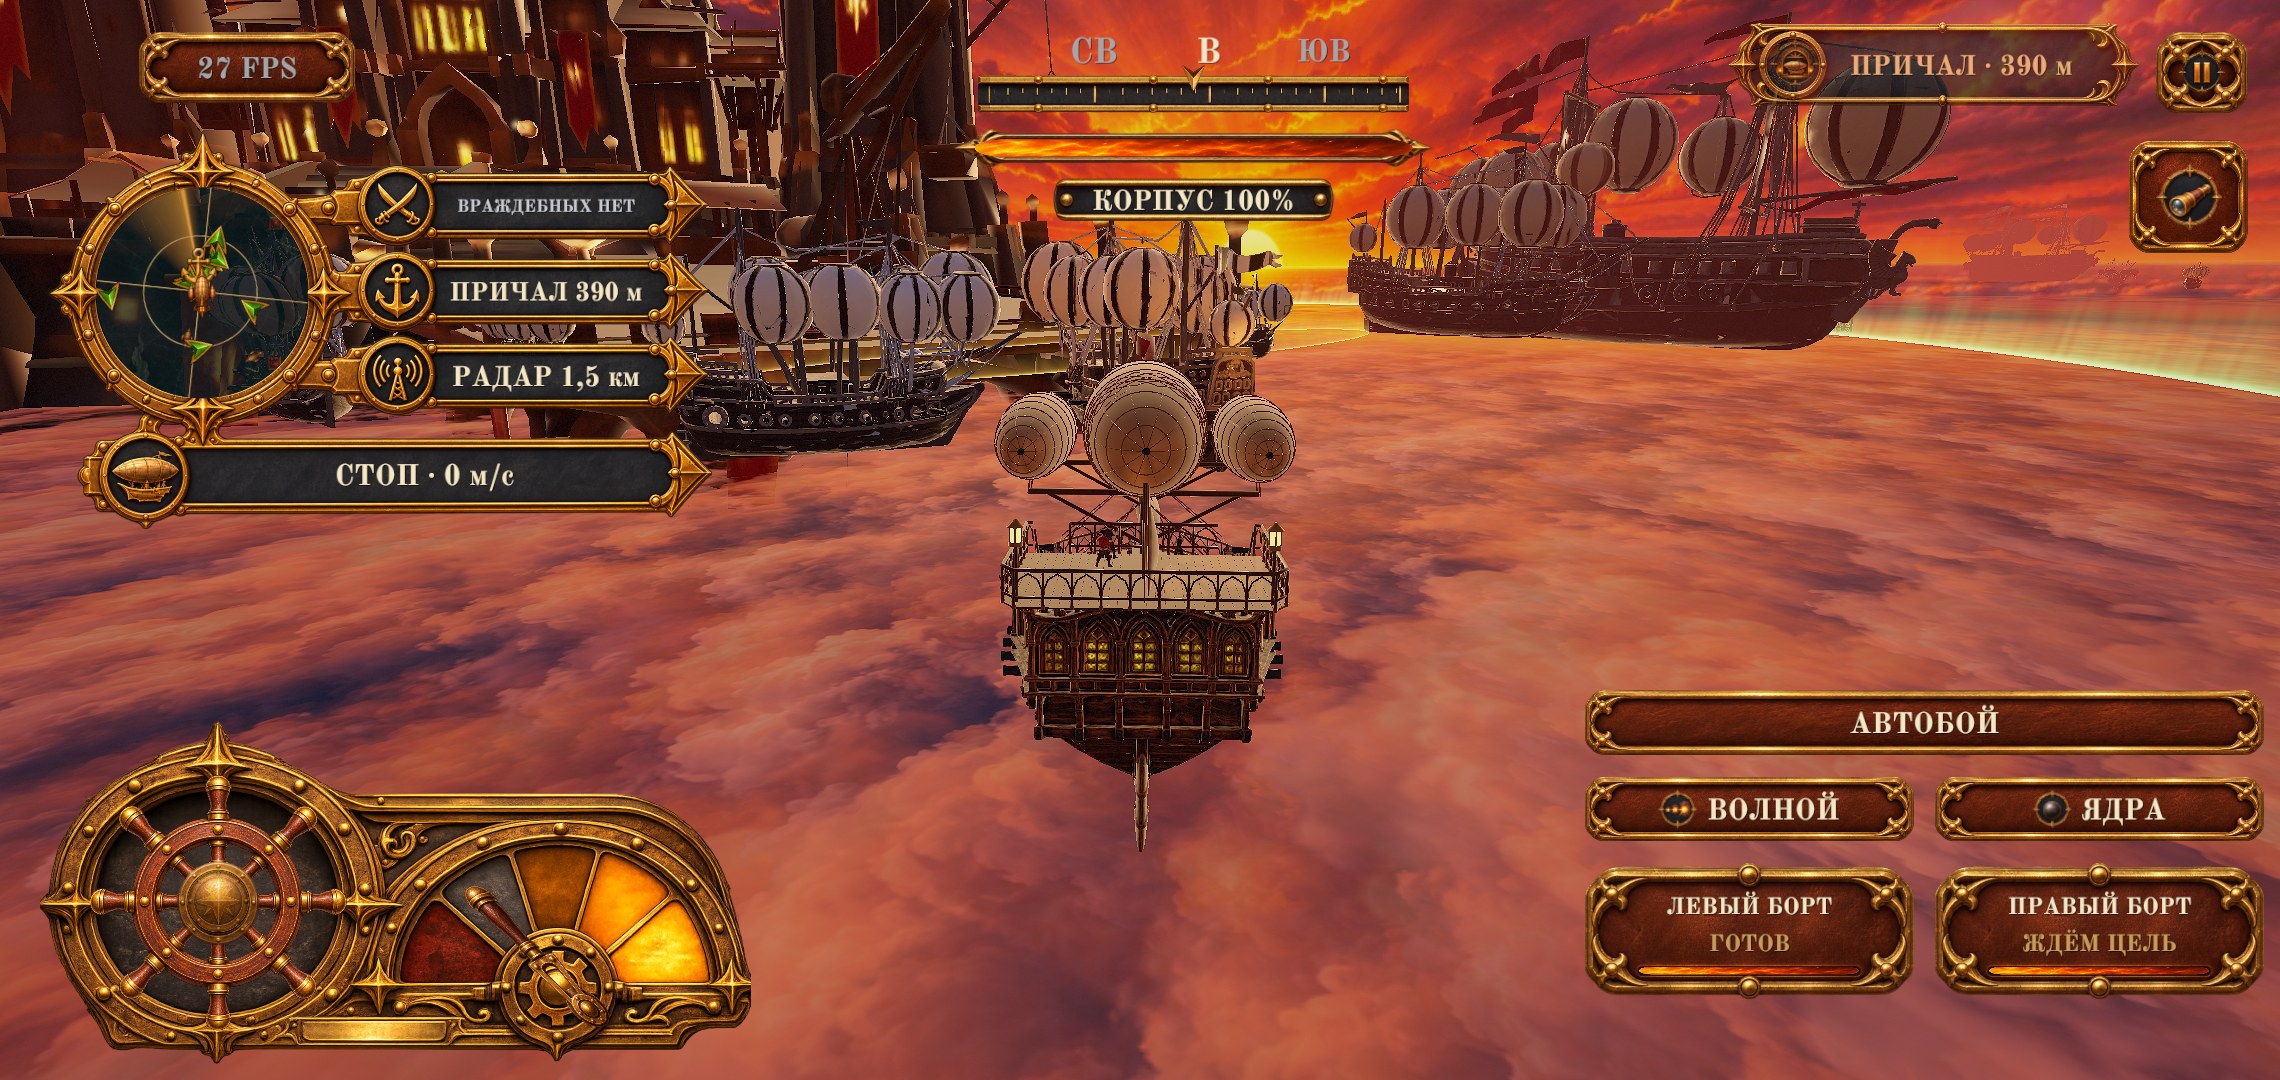 27 FPS
СВ В ЮВ
ПРИЧАЛ · 390 м
КОРПУС 100%
ВРАЖДЕБНЫХ НЕТ
ПРИЧАЛ 390 м
РАДАР 1,5 км
СТОП · 0 м/с
АВТОБОЙ
ВОЛНОЙ
ЯДРА
ЛЕВЫЙ БОРТ
ГОТОВ
ПРАВЫЙ БОРТ
ЖДЁМ ЦЕЛЬ